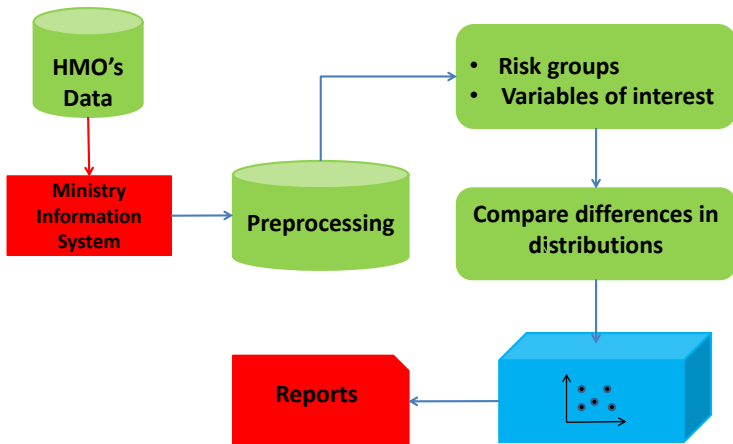 HMO's
Data
Ministry
Information
System
Preprocessing
• Risk groups
• Variables of interest
Compare differences in
distributions
Reports